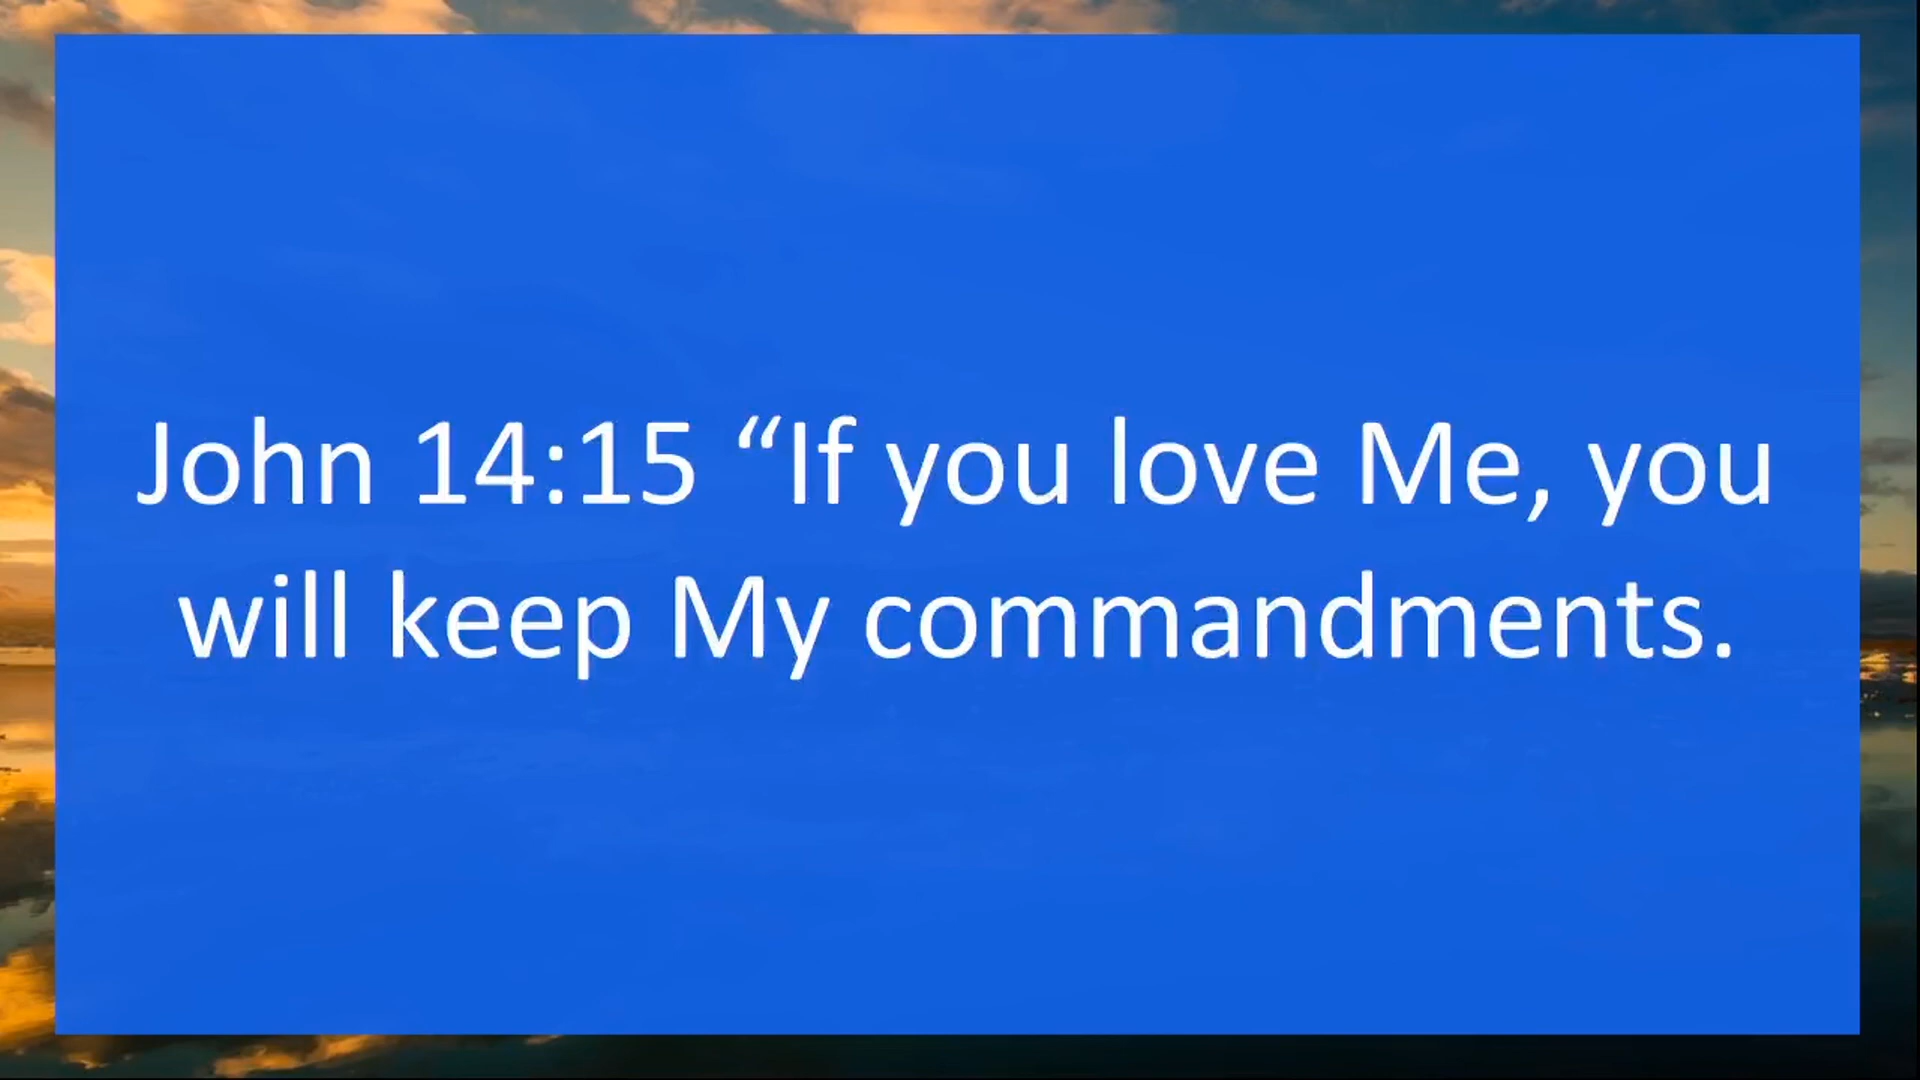 John 14:15 “If you love Me, you
will keep My commandments.